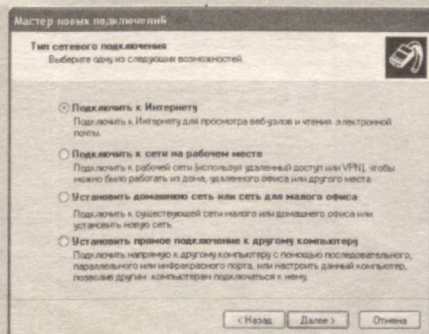 Мастер новых подключений
Тип сетевого подключения
Выберите одну из следующих возможностей.
Подключить к Интернету
Подключить к Интернету для просмотра веб-узлов и чтения электронной
почты.
Подключить к сети на рабочем месте
Подключить к рабочей сети (используя удаленный доступ или VPN), чтобы
можно было работать из дома, удаленного офиса или другого места.
Установить домашнюю сеть или сеть для малого офиса
Подключить к существующей сети малого или домашнего офиса или
установить новую сеть.
Установить прямое подключение к другому компьютеру
Подключить напрямую к другому компьютеру с помощью последовательного,
параллельного или инфракрасного порта, или настроить данный компьютер,
позволив другим компьютерам подключаться к нему.
< Назад Далее > Отмена